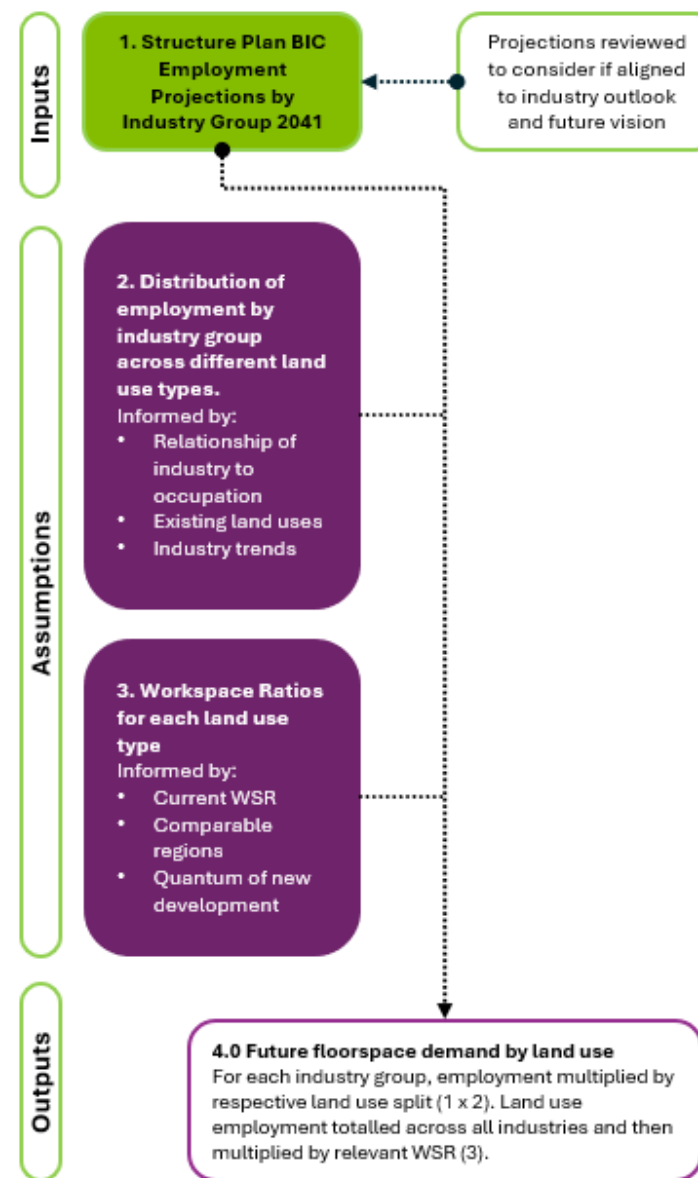 Inputs
1. Structure Plan BIC
Employment
Projections by
Industry Group 2041
Projections reviewed
to consider if aligned
to industry outlook
and future vision
Assumptions
2. Distribution of
employment by
industry group
across different land
use types.
Informed by:
• Relationship of
industry to
occupation
• Existing land uses
• Industry trends
3. Workspace Ratios
for each land use
type
Informed by:
• Current WSR
• Comparable
regions
• Quantum of new
development
Outputs
4.0 Future floorspace demand by land use
For each industry group, employment multiplied by
respective land use split (1 x 2). Land use
employment totalled across all industries and then
multiplied by relevant WSR (3).